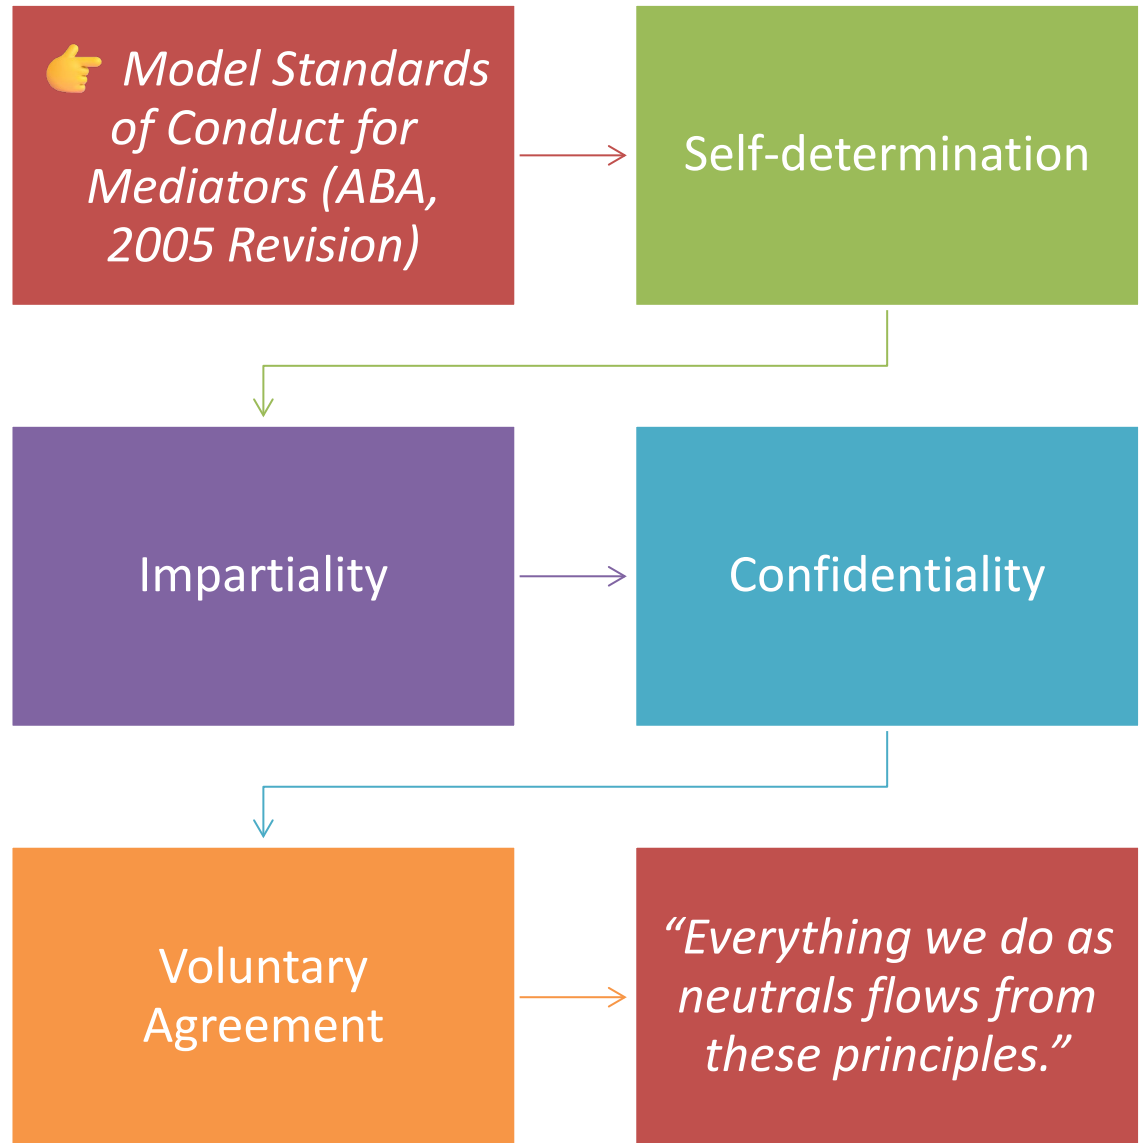 👉 Model Standards
of Conduct for
Mediators (ABA,
2005 Revision)
Self-determination
Impartiality
Confidentiality
Voluntary
Agreement
“Everything we do as
neutrals flows from
these principles.”